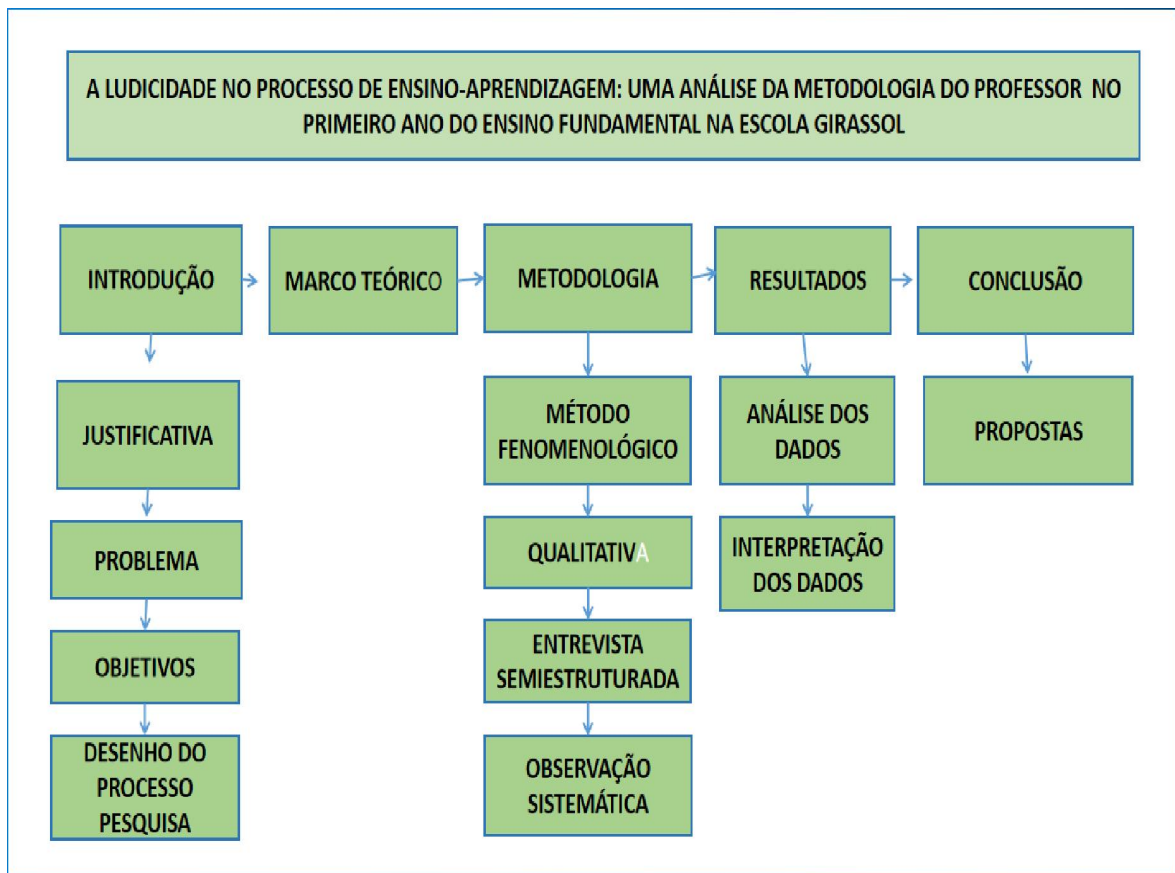 A LUDICIDADE NO PROCESSO DE ENSINO-APRENDIZAGEM: UMA ANÁLISE DA METODOLOGIA DO PROFESSOR NO
PRIMEIRO ANO DO ENSINO FUNDAMENTAL NA ESCOLA GIRASSOL
INTRODUÇÃO
MARCO TEÓRICO
METODOLOGIA
RESULTADOS
CONCLUSÃO
JUSTIFICATIVA
MÉTODO
FENOMENOLÓGICO
ANÁLISE DOS
DADOS
PROPOSTAS
PROBLEMA
QUALITATIVA
INTERPRETAÇÃO
DOS DADOS
OBJETIVOS
ENTREVISTA
SEMIESTRUTURADA
DESENHO DO
PROCESSO
PESQUISA
OBSERVAÇÃO
SISTEMÁTICA